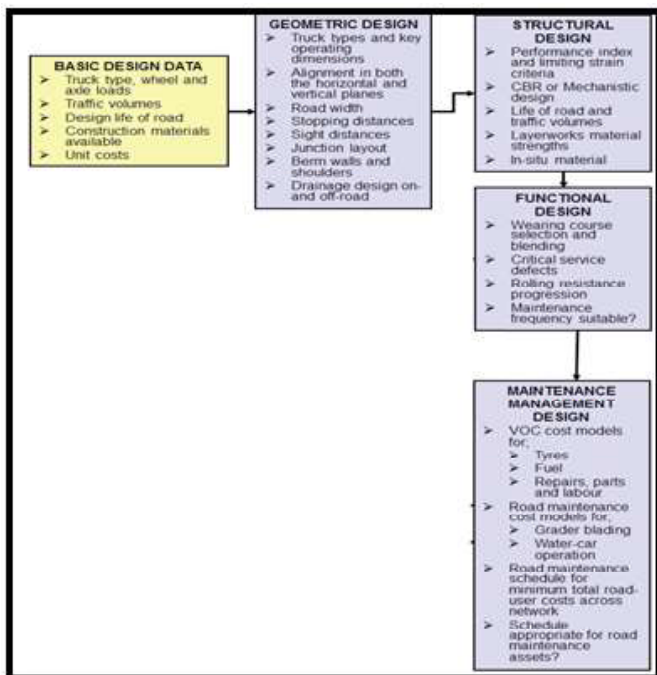 BASIC DESIGN DATA
➢ Truck type, wheel and
axle loads
➢ Traffic volumes
➢ Design life of road
➢ Construction materials
available
➢ Unit costs
GEOMETRIC DESIGN
➢ Truck types and key
operating
dimensions
➢ Alignment in both
the horizontal and
vertical planes
➢ Road width
➢ Stopping distances
➢ Sight distances
➢ Junction layout
➢ Berm walls and
shoulders
➢ Drainage design on-
and off-road
STRUCTURAL
DESIGN
➢ Performance index
and limiting strain
criteria
➢ CBR or Mechanistic
design
➢ Life of road and
traffic volumes
➢ Layerworks material
strengths
➢ In-situ material
FUNCTIONAL
DESIGN
➢ Wearing course
selection and
blending
➢ Critical service
defects
➢ Rolling resistance
progression
➢ Maintenance
frequency suitable?
MAINTENANCE
MANAGEMENT
DESIGN
➢ VOC cost models
for;
➢ Tyres
➢ Fuel
➢ Repairs, parts
and labour
➢ Road maintenance
cost models for;
➢ Grader blading
➢ Water-car
operation
➢ Road maintenance
schedule for
minimum total road-
user costs across
network
➢ Schedule
appropriate for road
maintenance
assets?